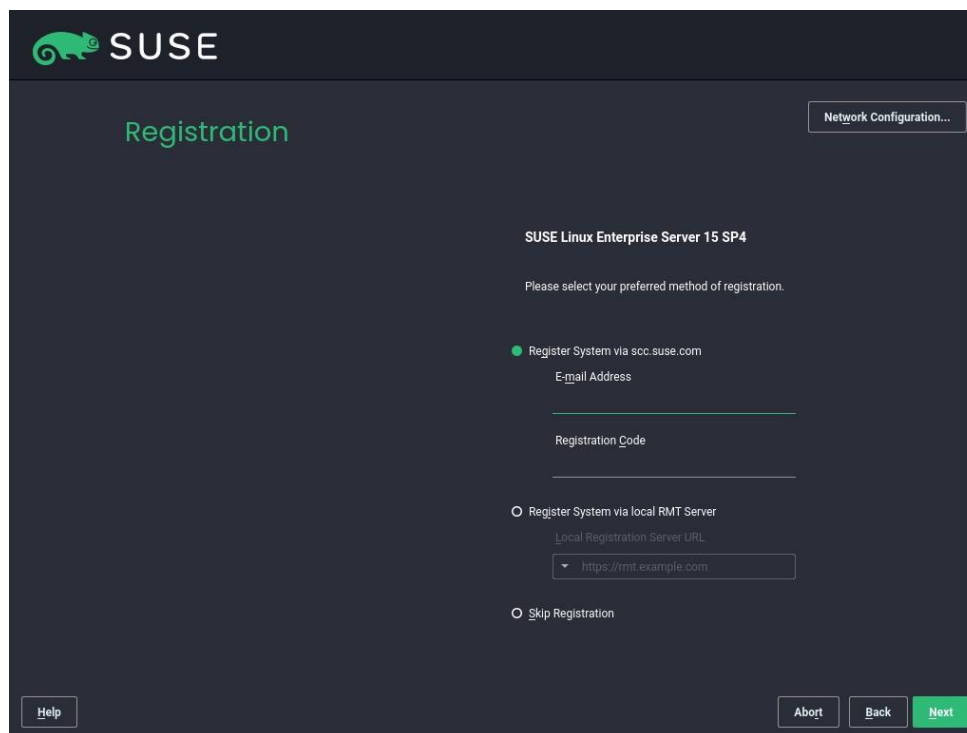 SUSE
Registration
Network Configuration...
SUSE Linux Enterprise Server 15 SP4
Please select your preferred method of registration.
Register System via scc.suse.com
E-mail Address
Registration Code
Register System via local RMT Server
Local Registration Server URL
https://rmt.example.com
Skip Registration
Help
Abort
Back
Next